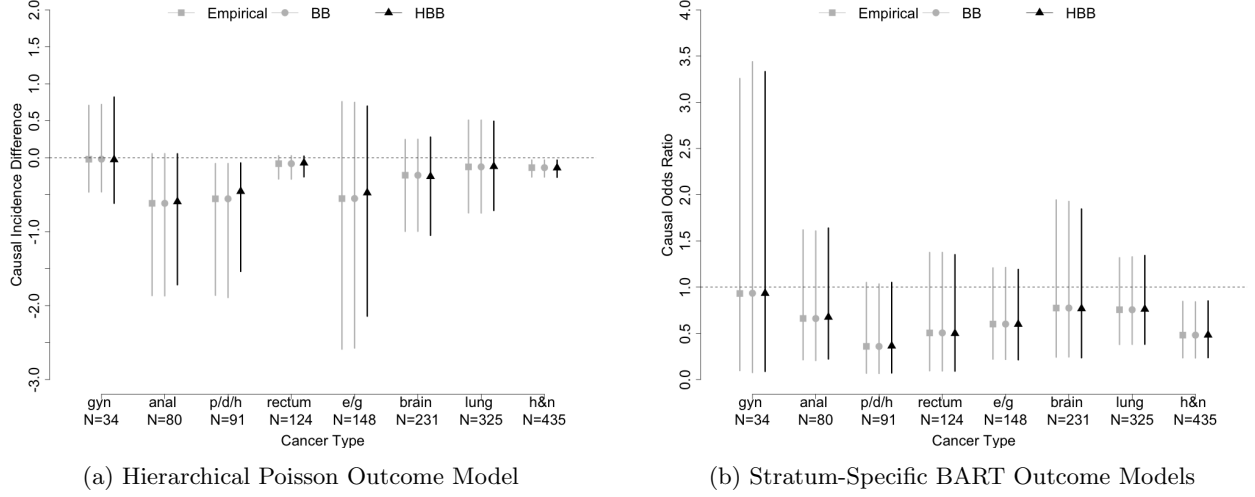 Empirical BB HBB
Causal Incidence Difference
2.0
1.5
1.0
0.5
0.0
-1.0
-2.0
-3.0
gyn anal p/d/h rectum e/g brain lung h&n
N=34 N=80 N=91 N=124 N=148 N=231 N=325 N=435
Cancer Type
(a) Hierarchical Poisson Outcome Model
Empirical BB HBB
Causal Odds Ratio
4.0
3.5
3.0
2.5
2.0
1.5
1.0
0.5
0.0
gyn anal p/d/h rectum e/g brain lung h&n
N=34 N=80 N=91 N=124 N=148 N=231 N=325 N=435
Cancer Type
(b) Stratum-Specific BART Outcome Models